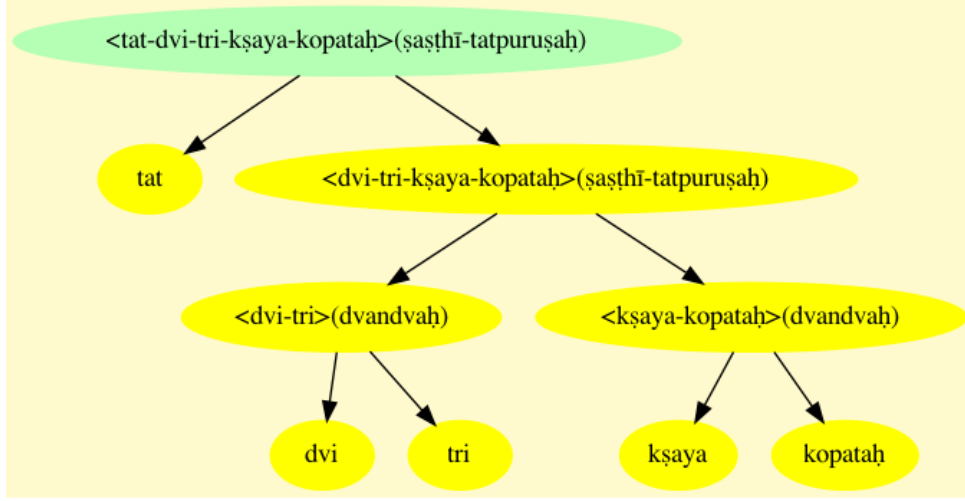 <tat-dvi-tri-kṣaya-kopataḥ>(ṣaṣṭhī-tatpuruṣaḥ)
tat
<dvi-tri-kṣaya-kopataḥ>(ṣaṣṭhī-tatpuruṣaḥ)
<dvi-tri>(dvandvaḥ)
<kṣaya-kopataḥ>(dvandvaḥ)
dvi
tri
kṣaya
kopataḥ